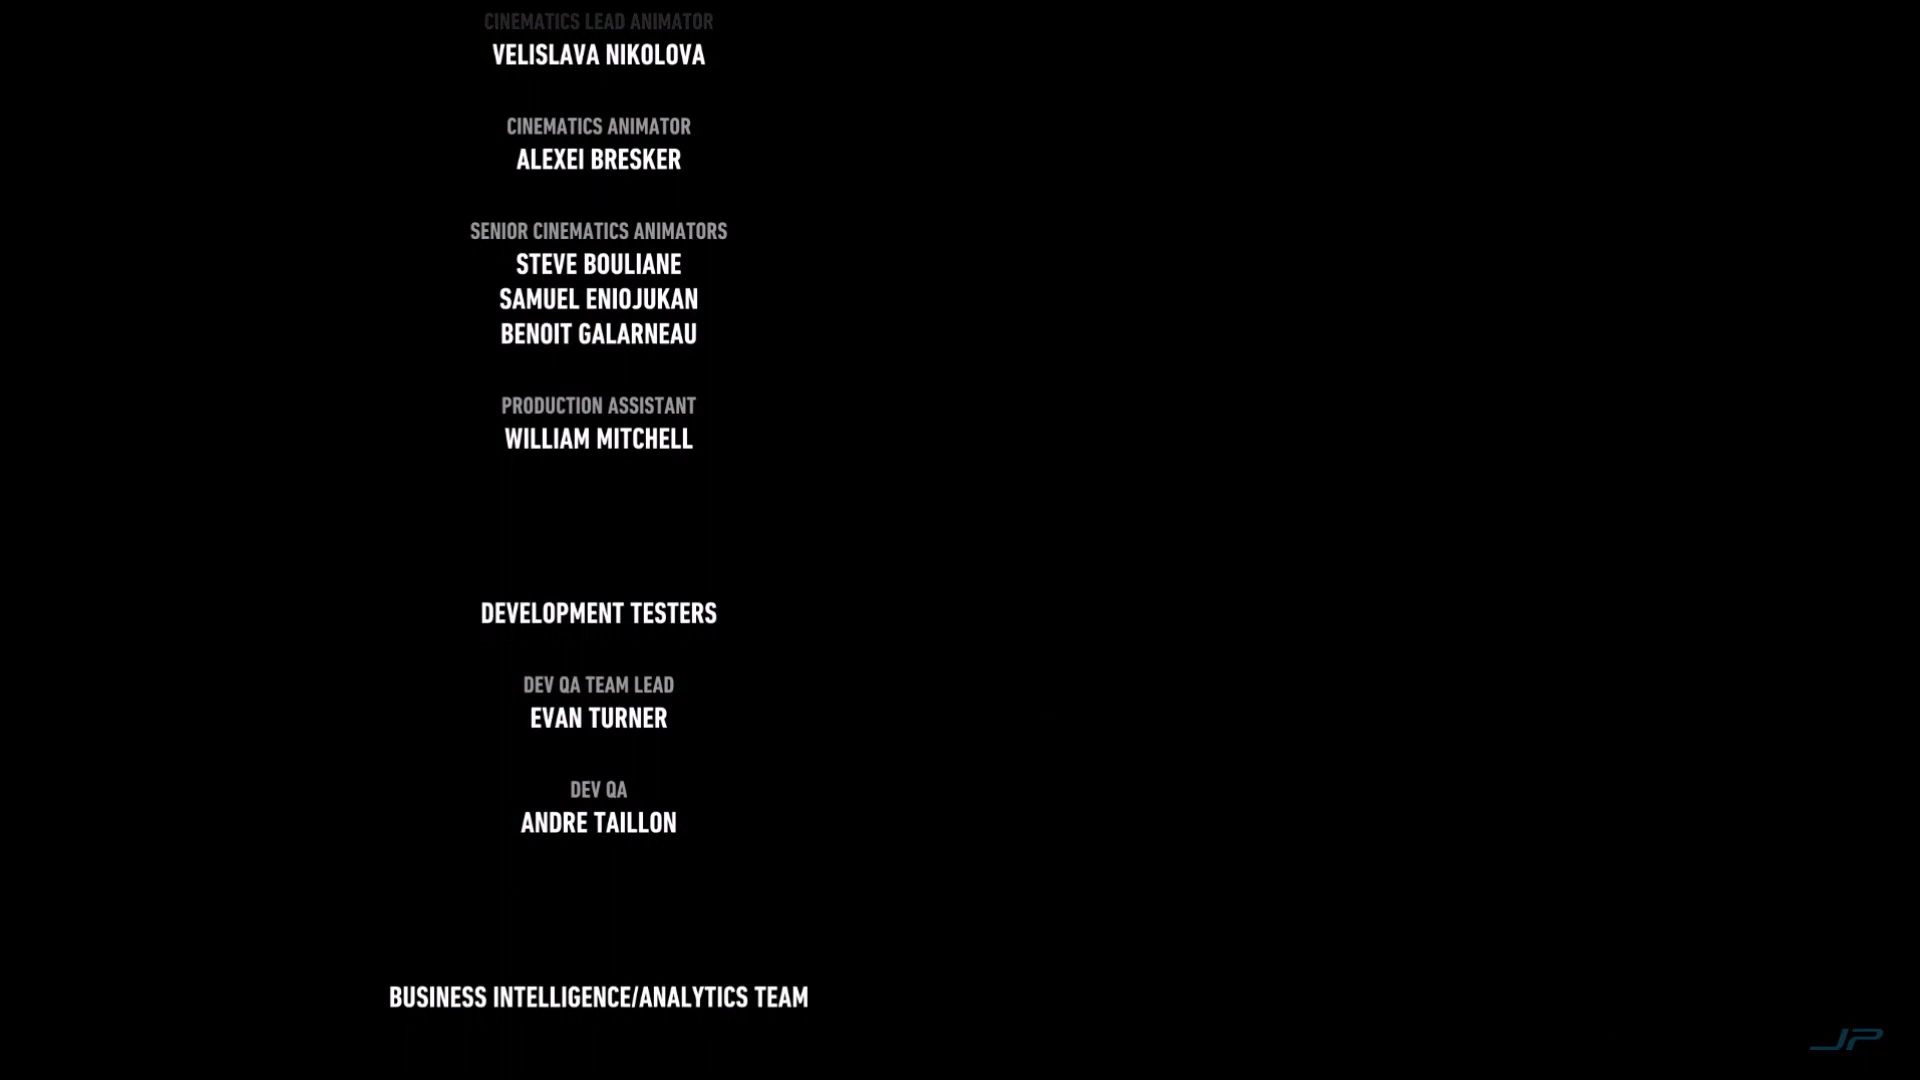 CINEMATICS LEAD ANIMATOR
VELISLAVA NIKOLOVA
CINEMATICS ANIMATOR
ALEXEI BRESKER
SENIOR CINEMATICS ANIMATORS
STEVE BOULIANE
SAMUEL ENIOJUKAN
BENOIT GALARNEAU
PRODUCTION ASSISTANT
WILLIAM MITCHELL
DEVELOPMENT TESTERS
DEV QA TEAM LEAD
EVAN TURNER
DEV QA
ANDRE TAILLON
BUSINESS INTELLIGENCE/ANALYTICS TEAM
JP